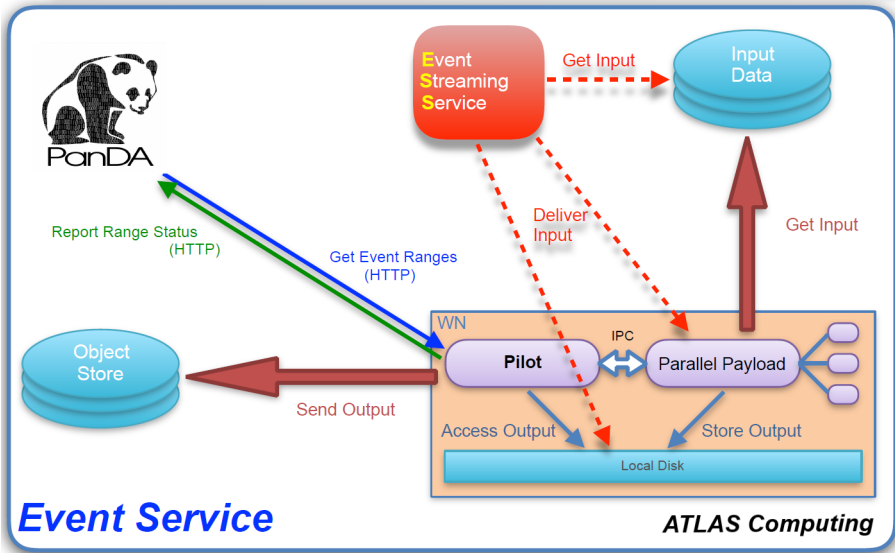 PanDA
Event
Streaming
Service
Get Input
Input
Data
Deliver
Input
Get Input
Report Range Status
(HTTP)
Get Event Ranges
(HTTP)
WN
IPC
Pilot
Parallel Payload
Object
Store
Send Output
Access Output
Store Output
Local Disk
Event Service
ATLAS Computing